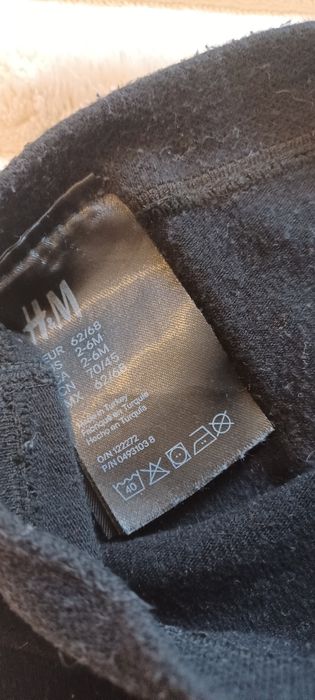 H&M
EUR 62/68
US 2-6M
CA 2-6M
CN 70/45
MX 62/68
Made in Turkey
Fabriqué en Turquie
Hecho en Turquía
O/N 122272
P/N 0493103 8
40